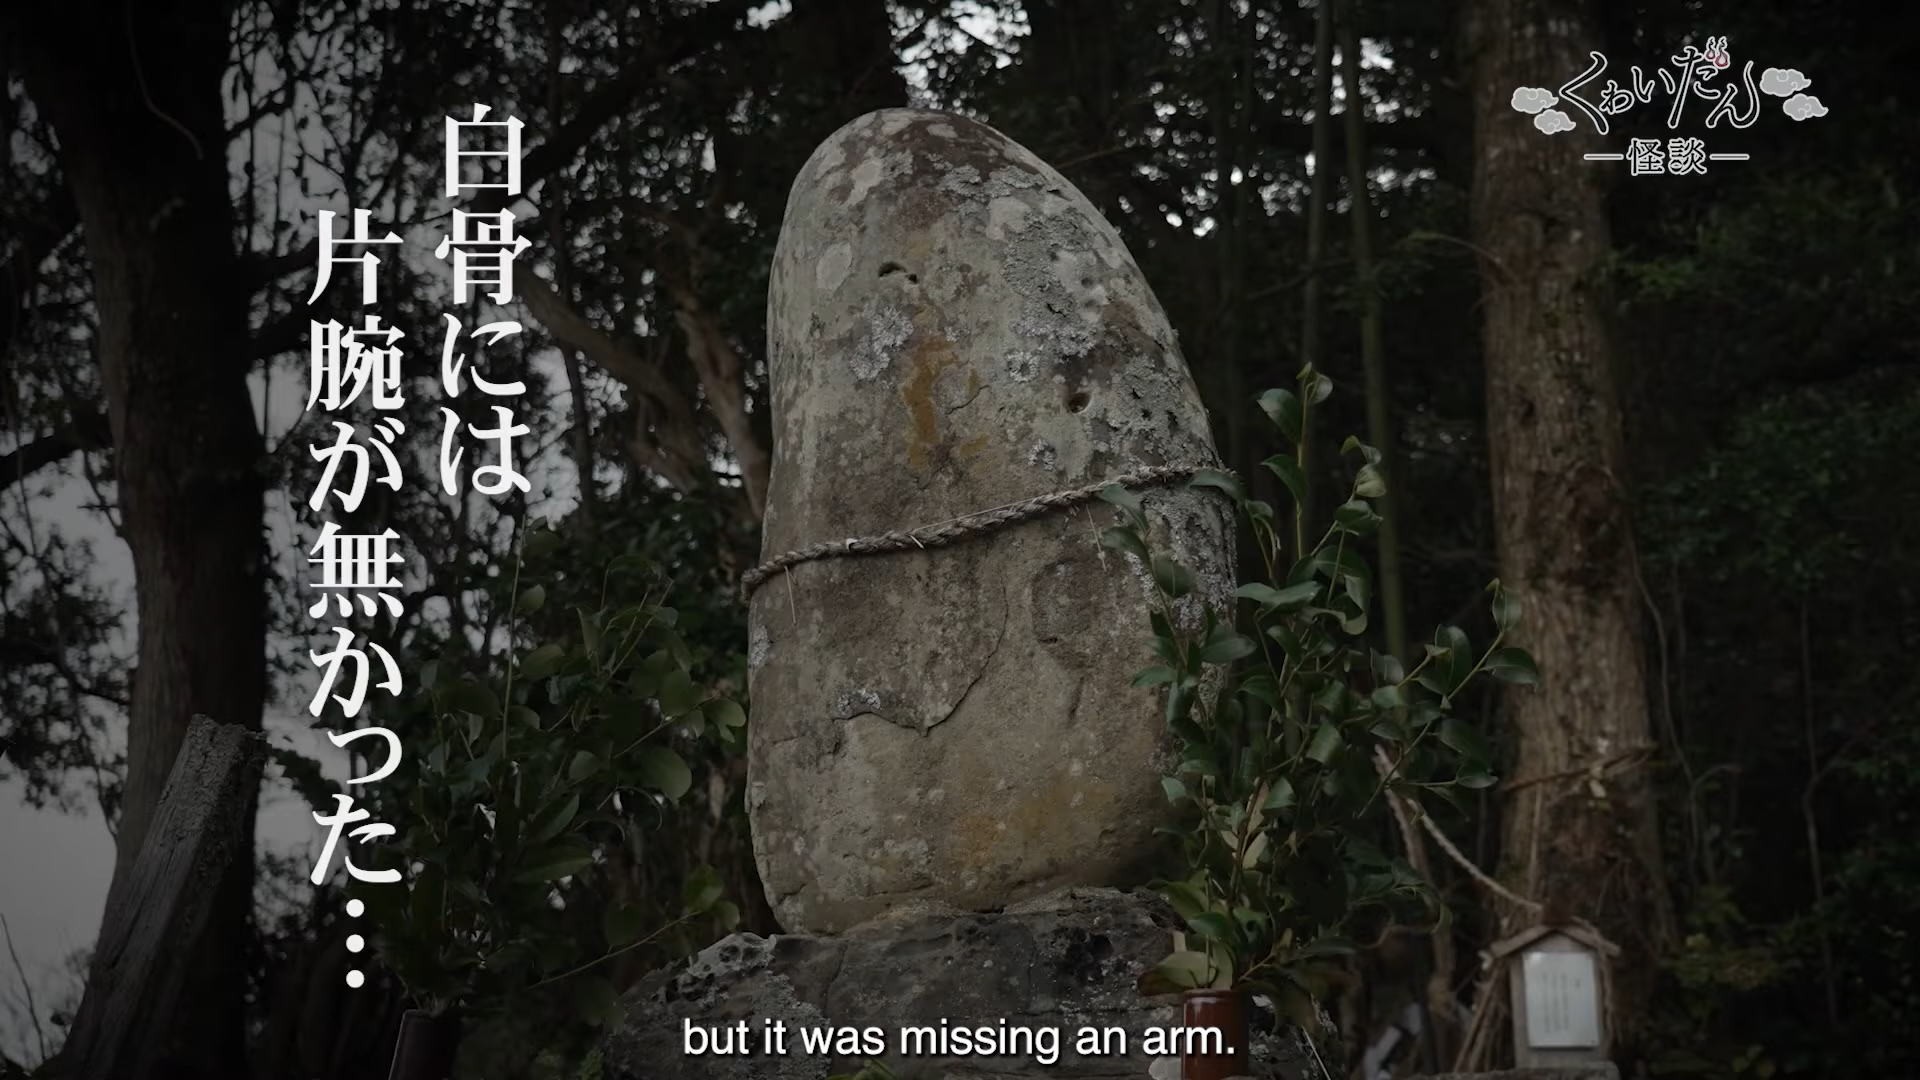 白骨には
片腕が無かった…
くわいだん
―怪談―
but it was missing an arm.